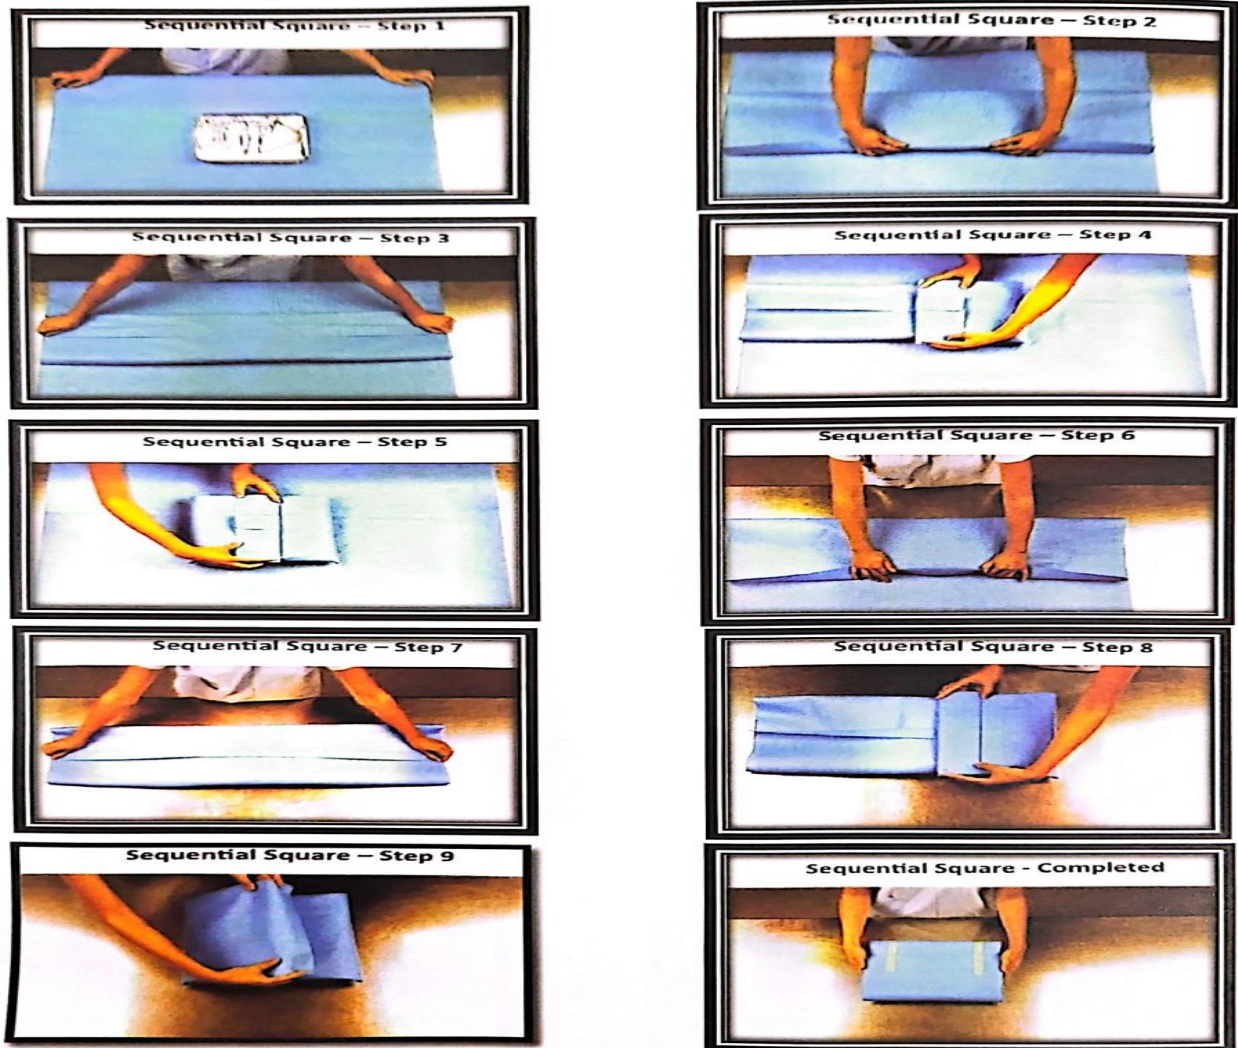 Sequential Square – Step 1
Sequential Square – Step 2
Sequential Square – Step 3
Sequential Square – Step 4
Sequential Square – Step 5
Sequential Square – Step 6
Sequential Square – Step 7
Sequential Square – Step 8
Sequential Square – Step 9
Sequential Square - Completed